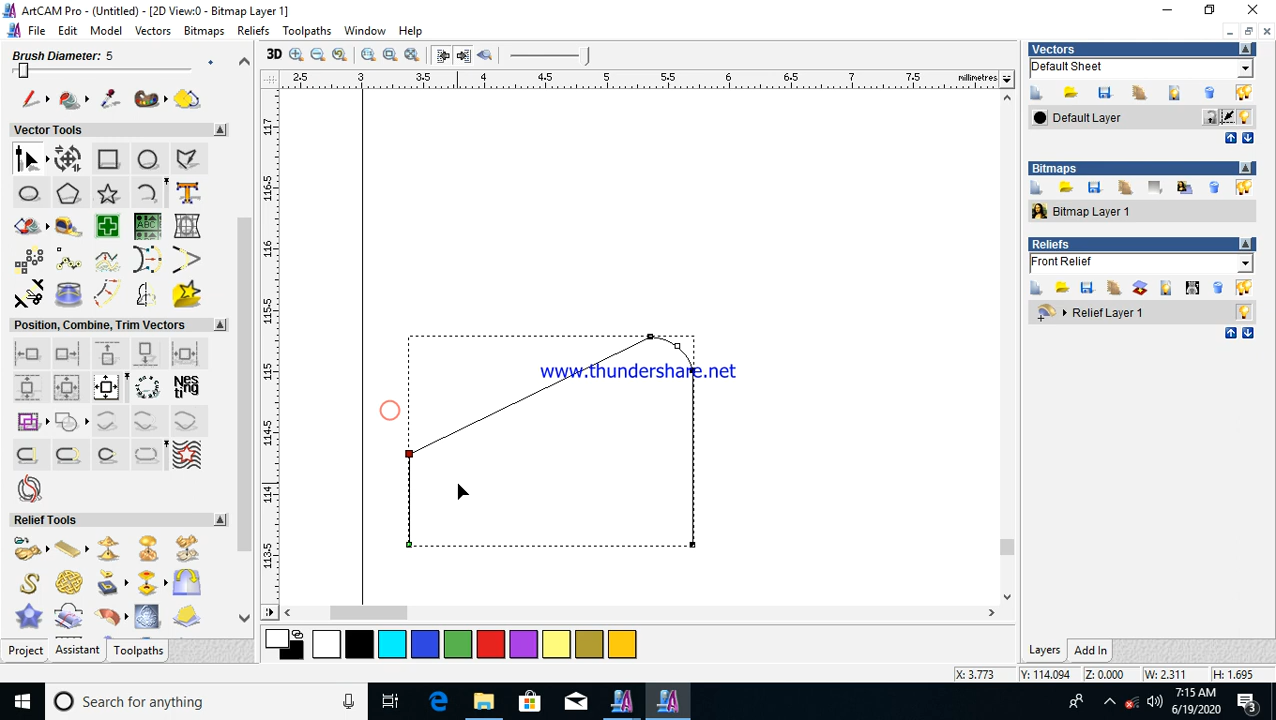 ArtCAM Pro - (Untitled) - [2D View:0 - Bitmap Layer 1]
File Edit Model Vectors Bitmaps Reliefs Toolpaths Window Help
Brush Diameter: 5
3D
2.5 3 3.5 4 4.5 5 5.5 6 6.5 7 7.5 millimetres
117
116.5
116
115.5
115
114.5
114
113.5
Vector Tools
T
ABC
Position, Combine, Trim Vectors
Nes
ting
Relief Tools
Project Assistant Toolpaths
www.thundershare.net
Vectors
Default Sheet
Default Layer
Bitmaps
Bitmap Layer 1
Reliefs
Front Relief
Relief Layer 1
Layers Add In
X: 3.773 Y: 114.094 Z: 0.000 W: 2.311 H: 1.695
Search for anything
7:15 AM
6/19/2020
3